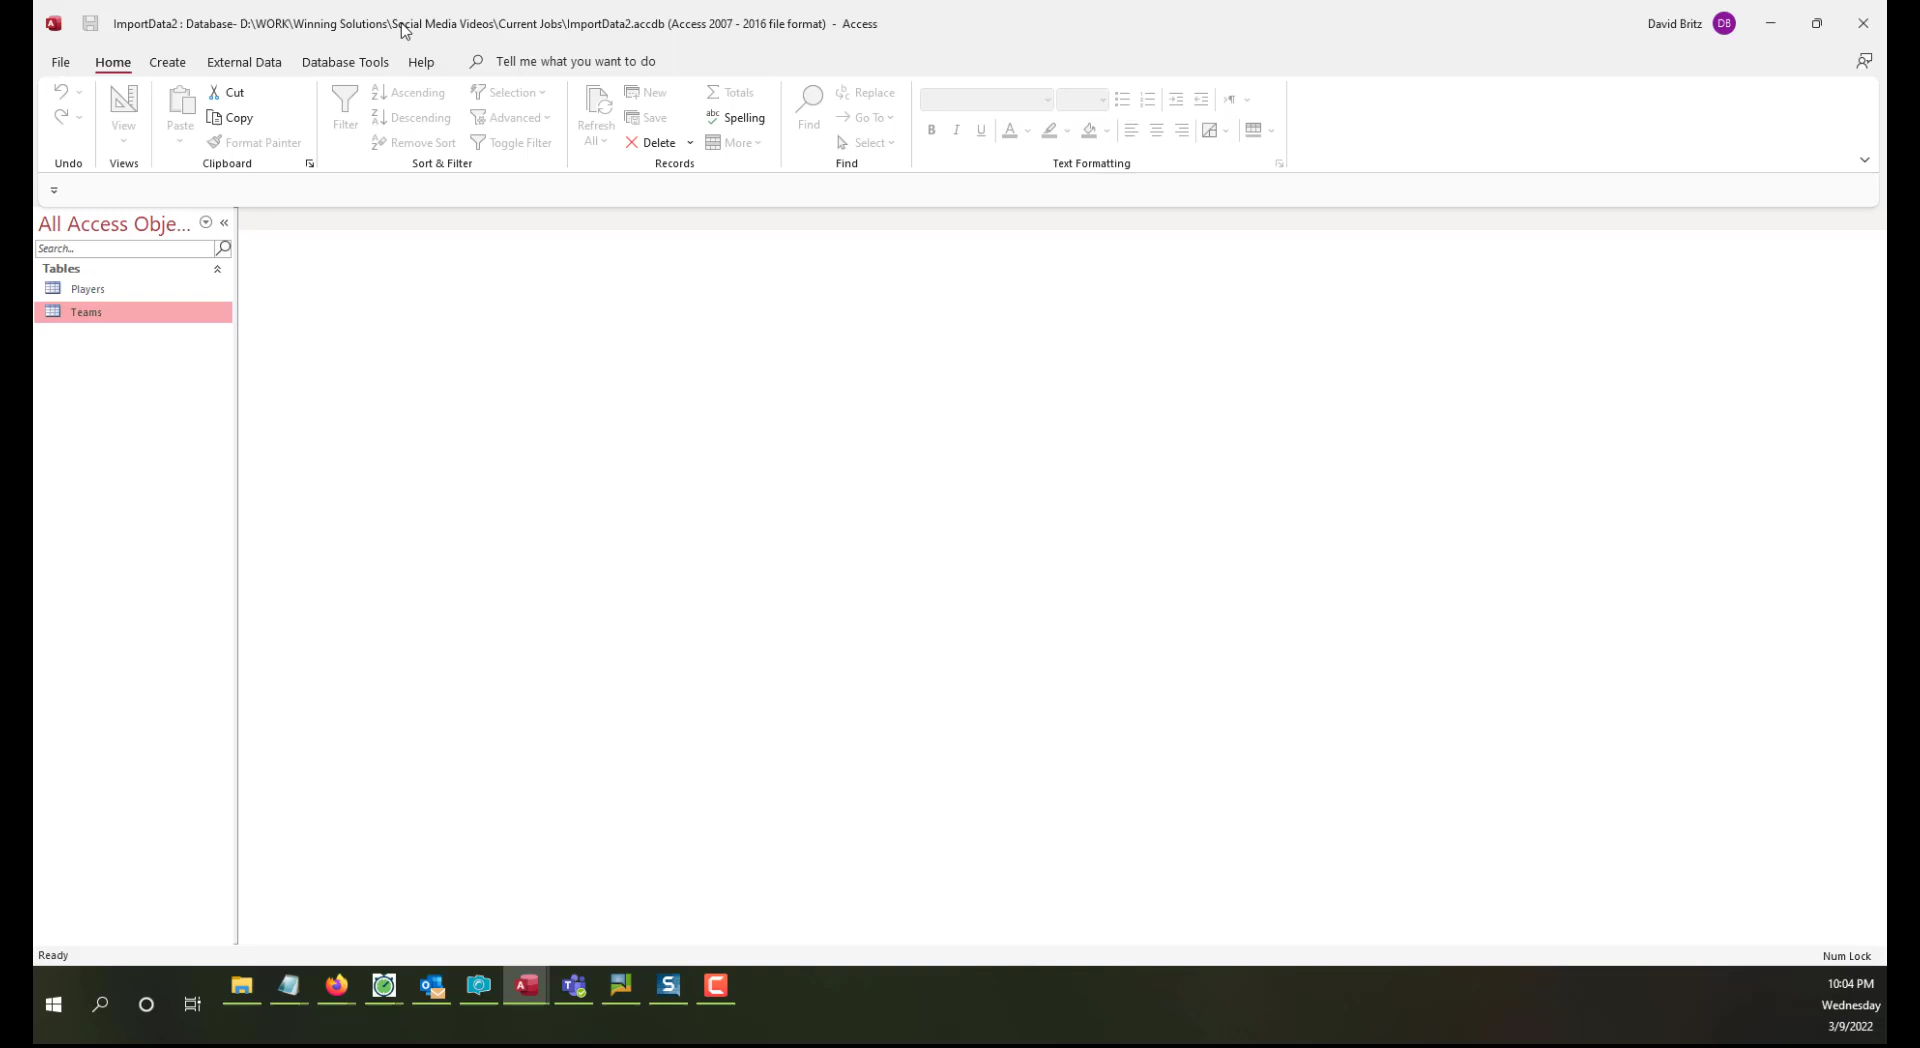 ImportData2 : Database- D:\WORK\Winning Solutions\Social Media Videos\Current Jobs\ImportData2.accdb (Access 2007 - 2016 file format) - Access
David Britz DB
File Home Create External Data Database Tools Help Tell me what you want to do
Cut
Copy
Format Painter
View
Paste
Filter
Ascending
Descending
Remove Sort
Selection
Advanced
Toggle Filter
Refresh
All
New
Save
Delete
Totals
Spelling
More
Find
Replace
Go To
Select
B I U A
Undo Views Clipboard Sort & Filter Records Find Text Formatting
All Access Obje...
Search...
Tables
Players
Teams
Ready
Num Lock
10:04 PM
Wednesday
3/9/2022